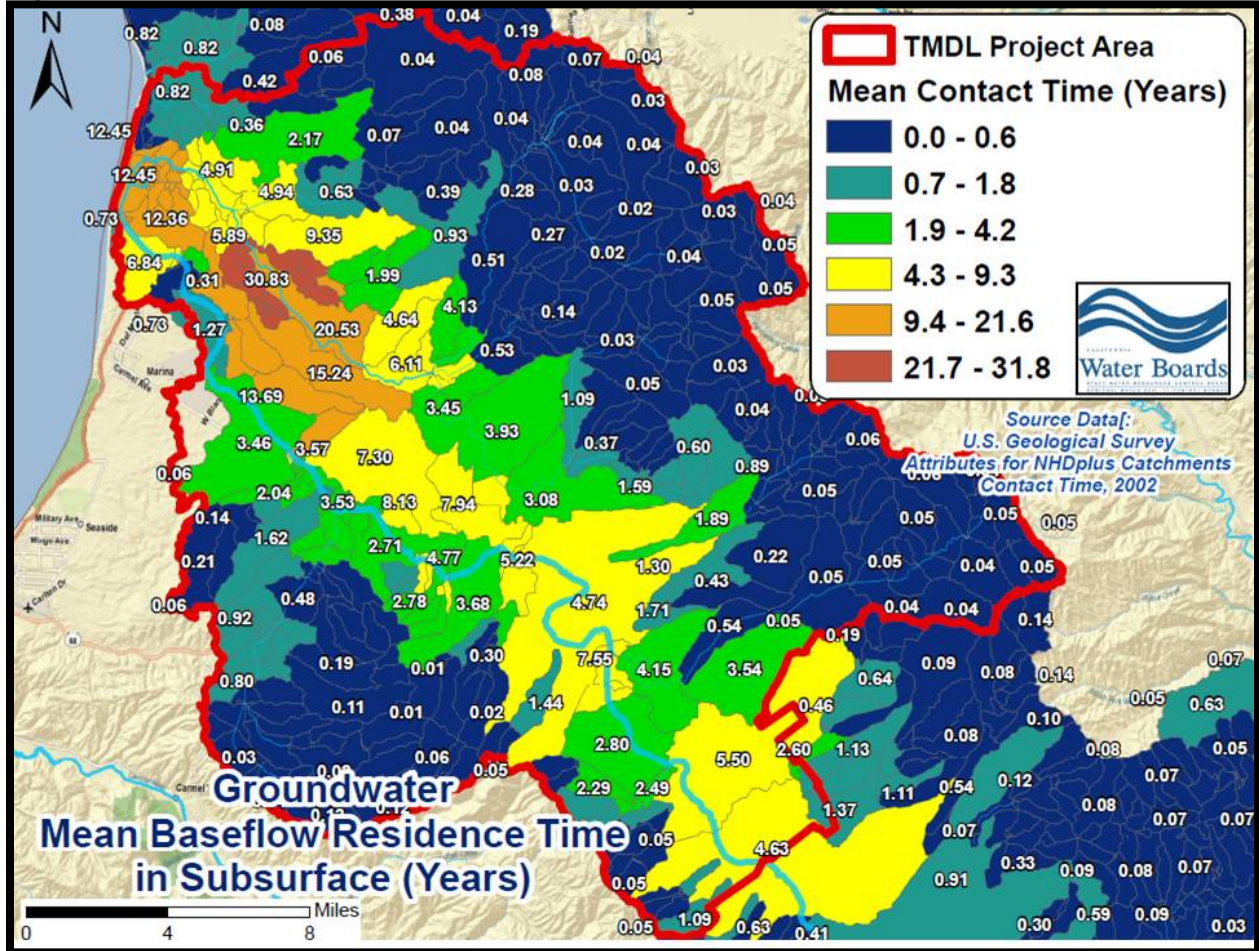 N
TMDL Project Area
Mean Contact Time (Years)
0.0 - 0.6
0.7 - 1.8
1.9 - 4.2
4.3 - 9.3
9.4 - 21.6
21.7 - 31.8
CALIFORNIA
Water Boards
Source Data[:
U.S. Geological Survey
Attributes for NHDplus Catchments
Contact Time, 2002
0.38 0.04
0.82 0.82 0.19
0.06 0.04 0.07 0.04
0.82 0.42 0.08 0.03
12.45 0.36 2.17 0.07 0.04 0.04 0.04 0.04
12.45 4.91 4.94 0.63 0.39 0.28 0.03 0.03
0.73 12.36 5.89 9.35 0.93 0.27 0.02 0.03 0.04
6.84 0.31 30.83 1.99 0.51 0.02 0.04 0.05
0.05
0.73 1.27 20.53 4.64 4.13 0.14 0.05
Marina
Carmel Ave
15.24 6.11 0.53 0.03 0.03
13.69 3.45 1.09 0.05 0.04
3.46 3.57 7.30 3.93 0.37 0.60 0.06
0.06 2.04 3.53 8.13 7.94 3.08 1.59 0.89 0.05
Military Ave Seaside
0.14 1.62 1.89 0.05 0.05 0.05
0.21 2.71 4.77 5.22 1.30 0.22 0.05 0.04 0.05
Carlton Dr
68
0.06 0.92 0.48 2.78 3.68 4.74 1.71 0.43 0.05 0.04 0.04 0.14
0.80 0.19 0.01 0.30 7.55 4.15 0.54 0.05 3.54 0.19 0.09 0.08 0.14 0.07
0.11 0.01 0.02 1.44 0.46 0.64 0.10 0.05 0.63
0.03 0.06 0.05 2.80 5.50 2.60 1.13 0.08 0.08 0.05
2.29 2.49 1.37 1.11 0.54 0.12 0.07 0.08
0.05 4.63 0.07 0.07 0.07
0.05 0.91 0.33 0.09 0.08 0.07
0.05 1.09 0.63 0.41 0.30 0.59 0.09 0.03
Groundwater
Mean Baseflow Residence Time
in Subsurface (Years)
Miles
0 4 8